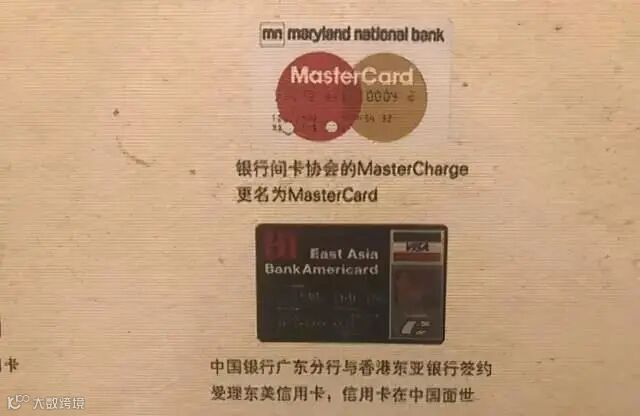 mn maryland national bank
MasterCard
0009
银行间卡协会的MasterCharge
更名为MasterCard
East Asia
BankAmericard
VISA
中国银行广东分行与香港东亚银行签约
卡
受理东美信用卡，信用卡在中国面世
大数跨境